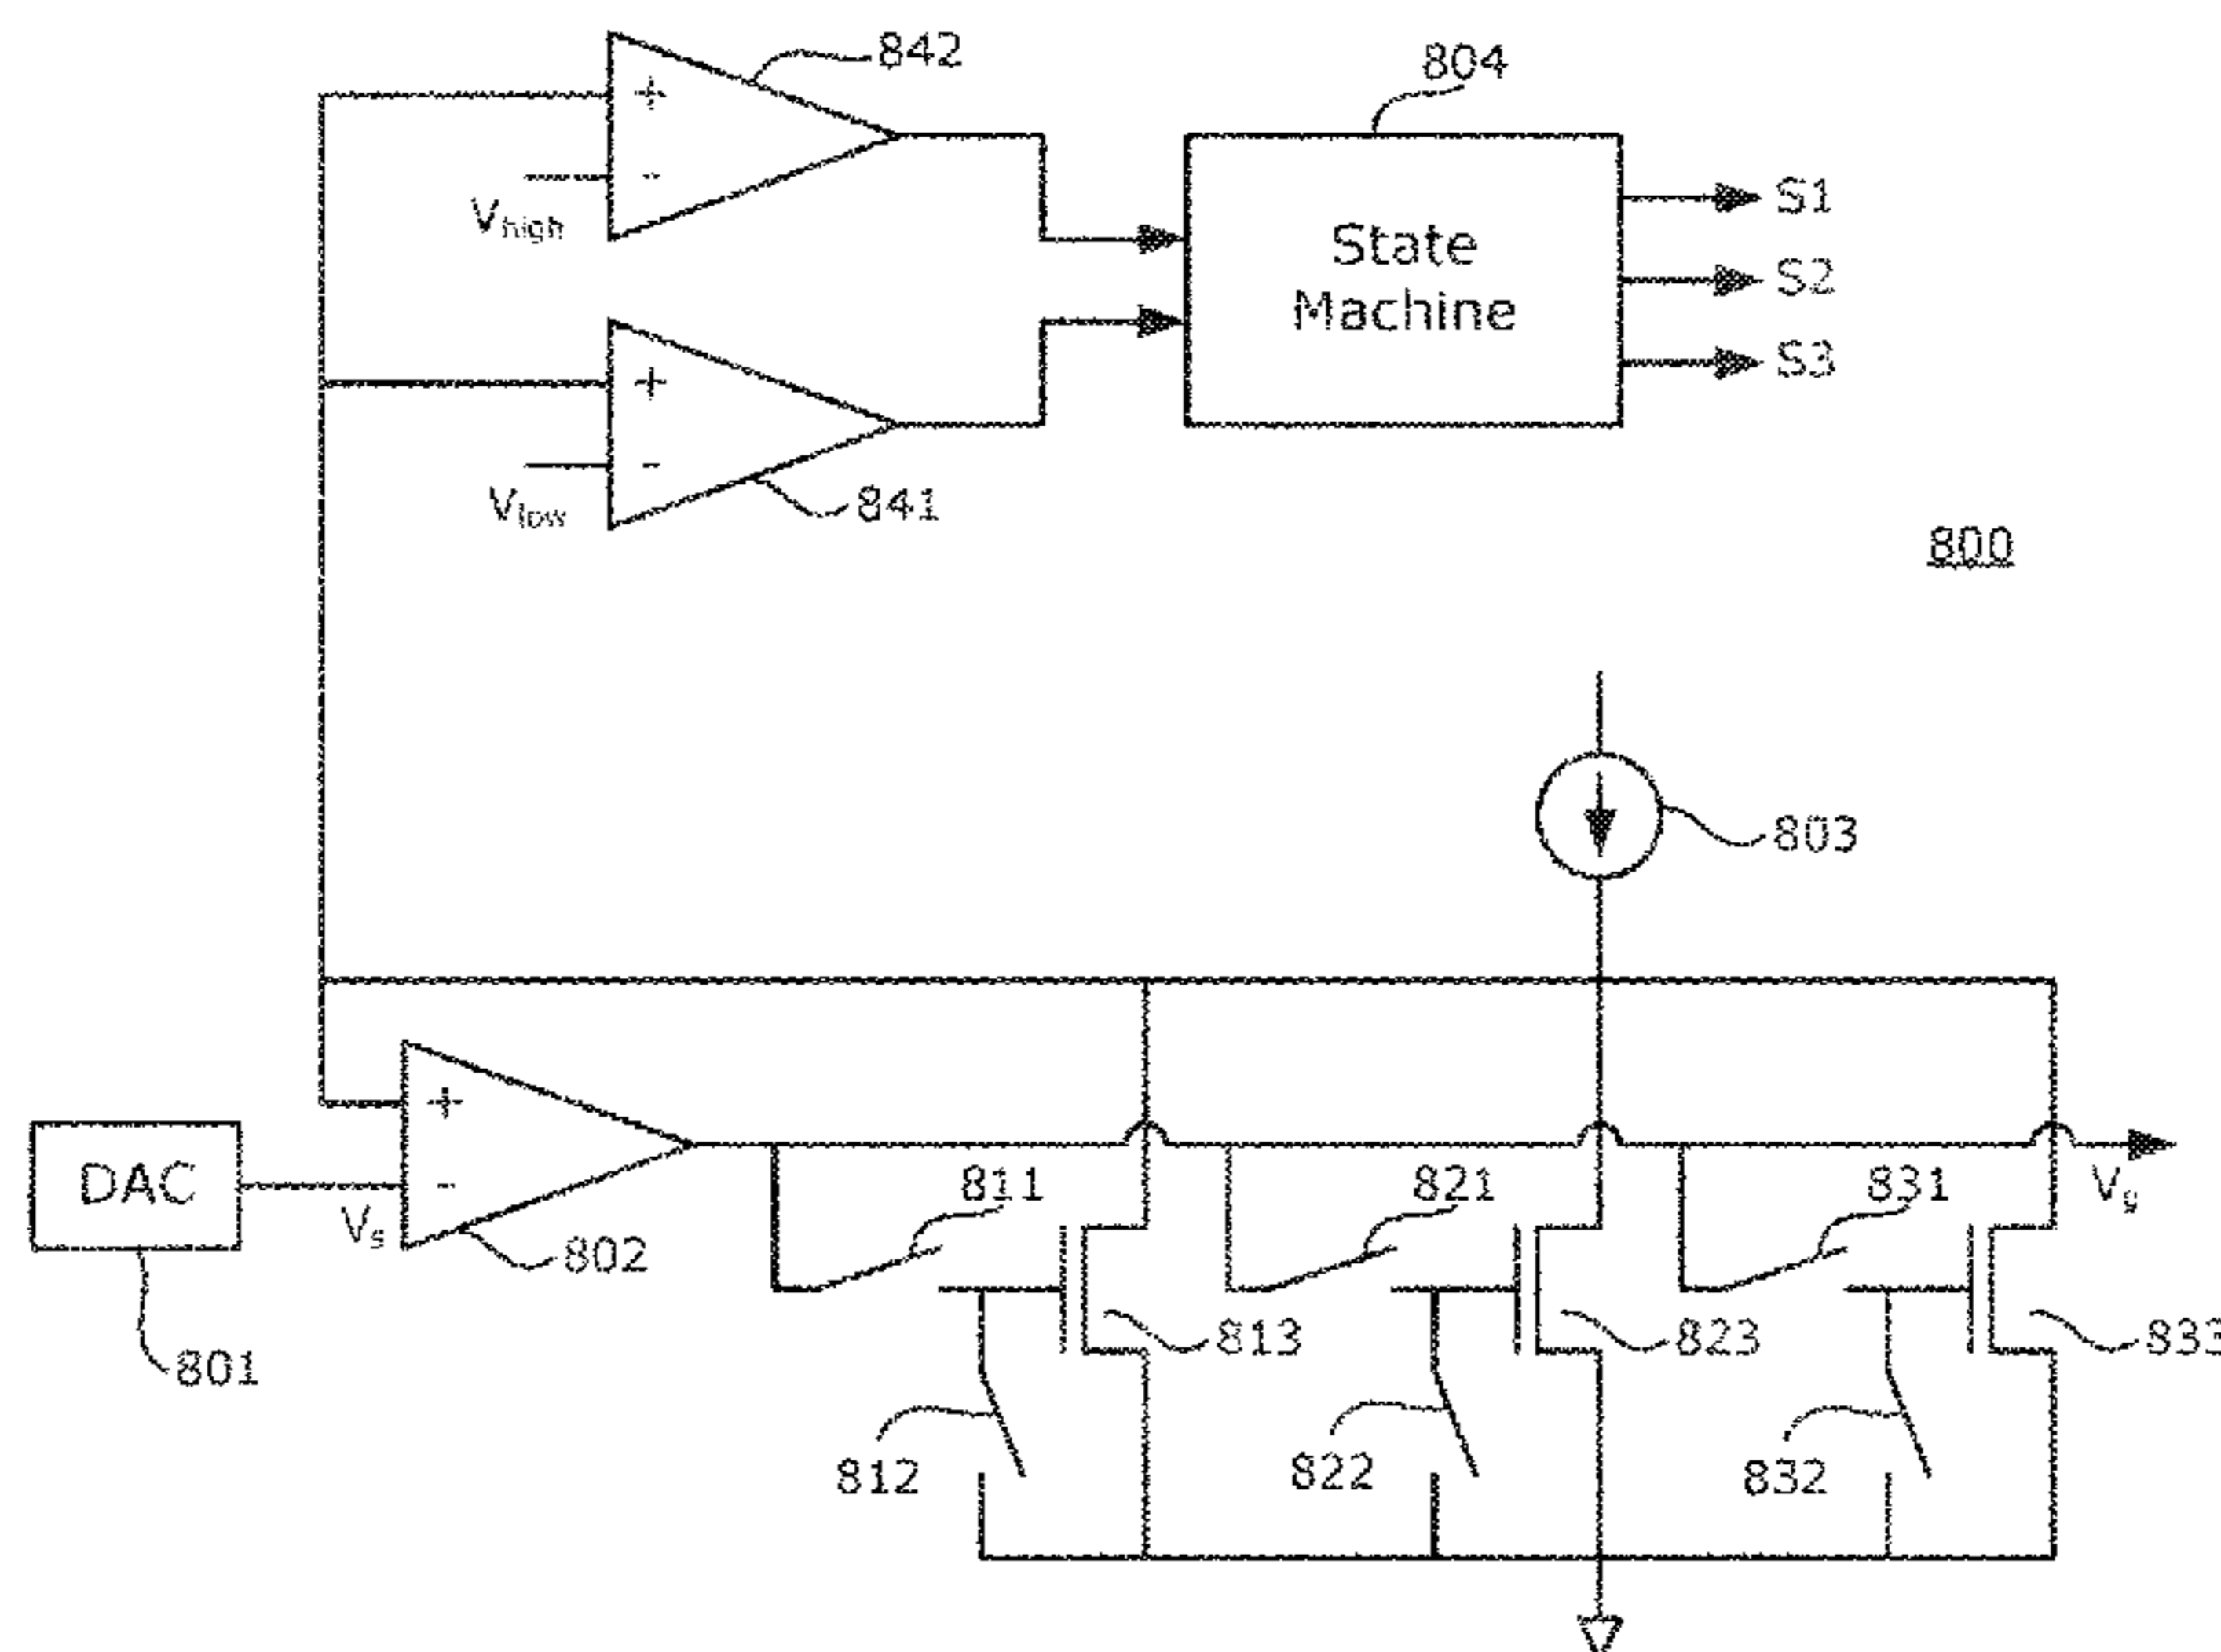 842
804
+
-
V_high
State
Machine
S1
S2
S3
+
-
V_low
841
800
803
+
-
DAC
V_s
802
801
811
821
831
V_g
813
823
833
812
822
832